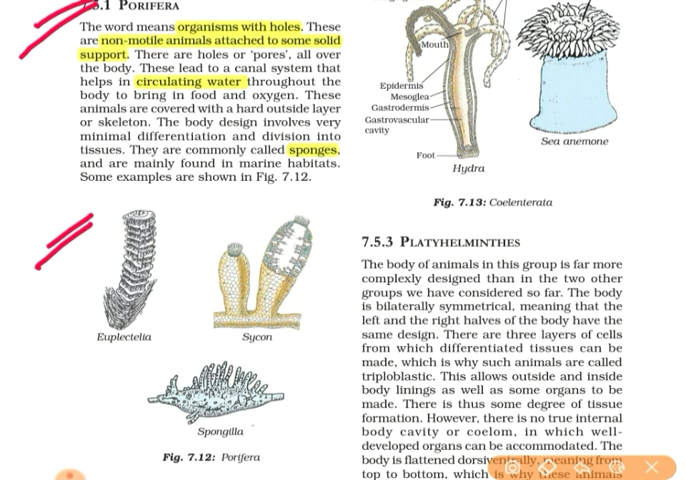 5.1 PORIFERA
The word means organisms with holes. These
are non-motile animals attached to some solid
support. There are holes or 'pores', all over
the body. These lead to a canal system that
helps in circulating water throughout the
body to bring in food and oxygen. These
animals are covered with a hard outside layer
or skeleton. The body design involves very
minimal differentiation and division into
tissues. They are commonly called sponges,
and are mainly found in marine habitats.
Some examples are shown in Fig. 7.12.
Euplectelia
Sycon
Spongilla
Fig. 7.12: Porifera
Mouth
Epidermis
Mesoglea
Gastrodermis
Gastrovascular
cavity
Foot
Hydra
Sea anemone
Fig. 7.13: Coelenterata
7.5.3 PLATYHELMINTHES
The body of animals in this group is far more
complexly designed than in the two other
groups we have considered so far. The body
is bilaterally symmetrical, meaning that the
left and the right halves of the body have the
same design. There are three layers of cells
from which differentiated tissues can be
made, which is why such animals are called
triploblastic. This allows outside and inside
body linings as well as some organs to be
made. There is thus some degree of tissue
formation. However, there is no true internal
body cavity or coelom, in which well-
developed organs can be accommodated. The
body is flattened dorsiventrally, meaning from
top to bottom, which is why these animals